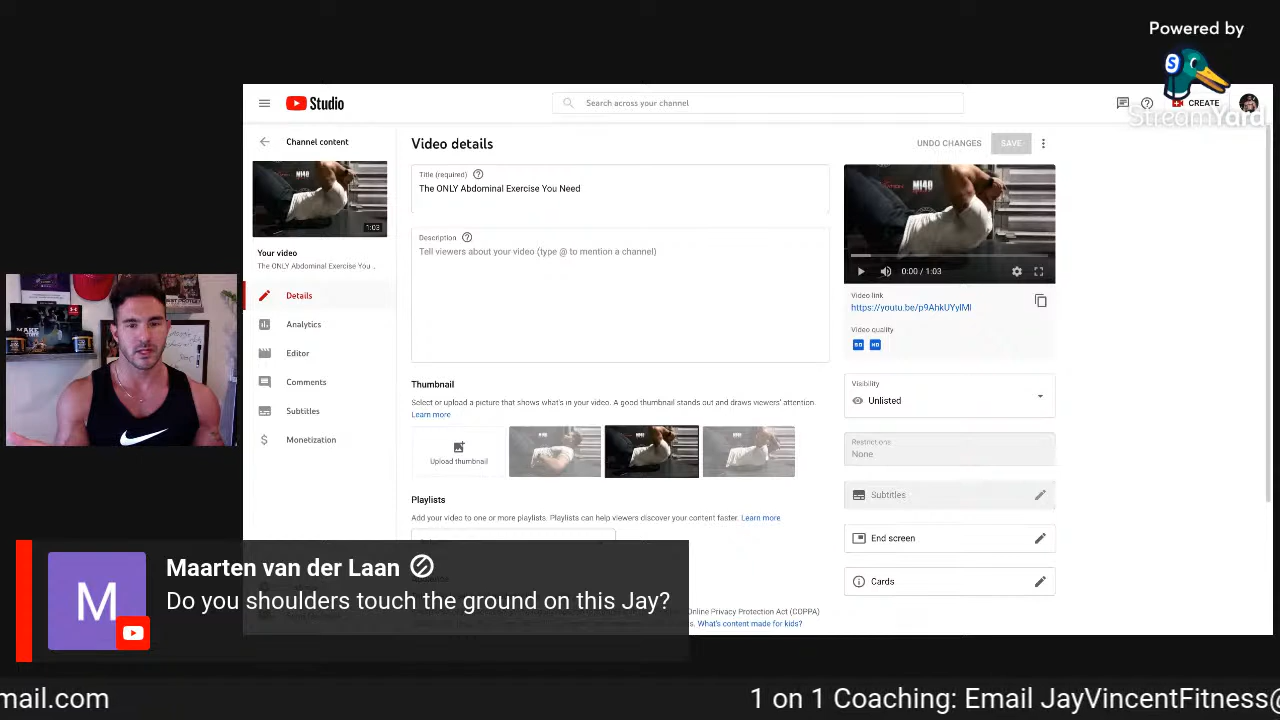 Powered by
StreamYard
Studio
Search across your channel
CREATE
Channel content
Video details
UNDO CHANGES
SAVE
Title (required)
The ONLY Abdominal Exercise You Need
MI40
1:03
Description
Tell viewers about your video (type @ to mention a channel)
Your video
The ONLY Abdominal Exercise You ..
Details
Analytics
Editor
Comments
Subtitles
Monetization
MI40
0:00 / 1:03
Video link
https://youtu.be/p9AhkUYylMI
Video quality
SD HD
Visibility
Unlisted
Restrictions
None
Subtitles
End screen
Cards
Thumbnail
Select or upload a picture that shows what's in your video. A good thumbnail stands out and draws viewers' attention.
Learn more
Upload thumbnail
Playlists
Add your video to one or more playlists. Playlists can help viewers discover your content faster. Learn more
Online Privacy Protection Act (COPPA)
What's content made for kids?
MAKE
M
Maarten van der Laan
Do you shoulders touch the ground on this Jay?
mail.com
1 on 1 Coaching: Email JayVincentFitness@